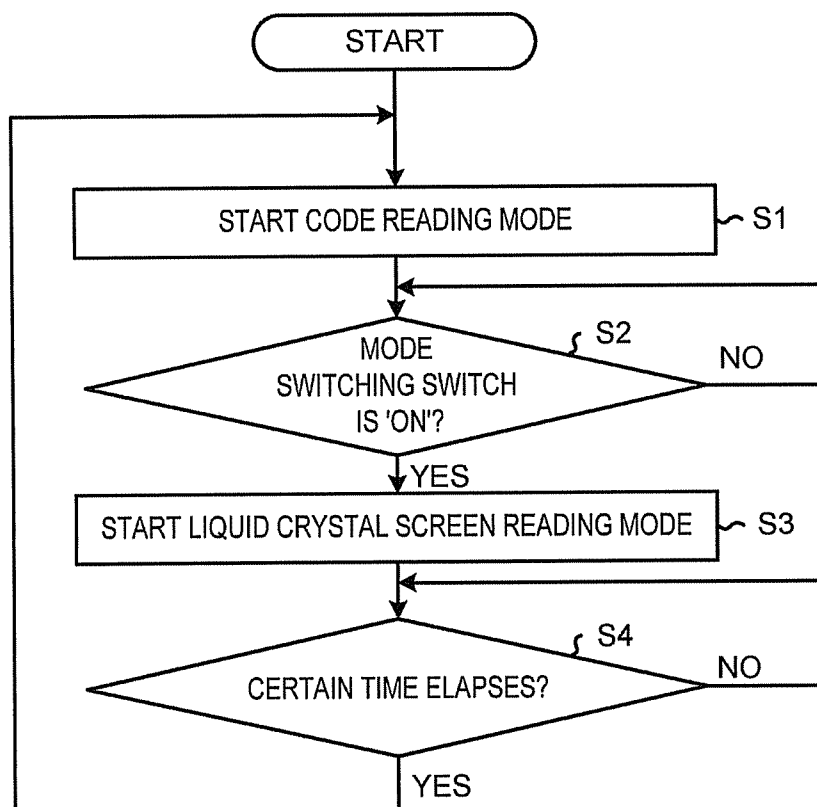 START
START CODE READING MODE
S1
S2
MODE
SWITCHING SWITCH
IS 'ON'?
NO
YES
START LIQUID CRYSTAL SCREEN READING MODE
S3
S4
CERTAIN TIME ELAPSES?
NO
YES